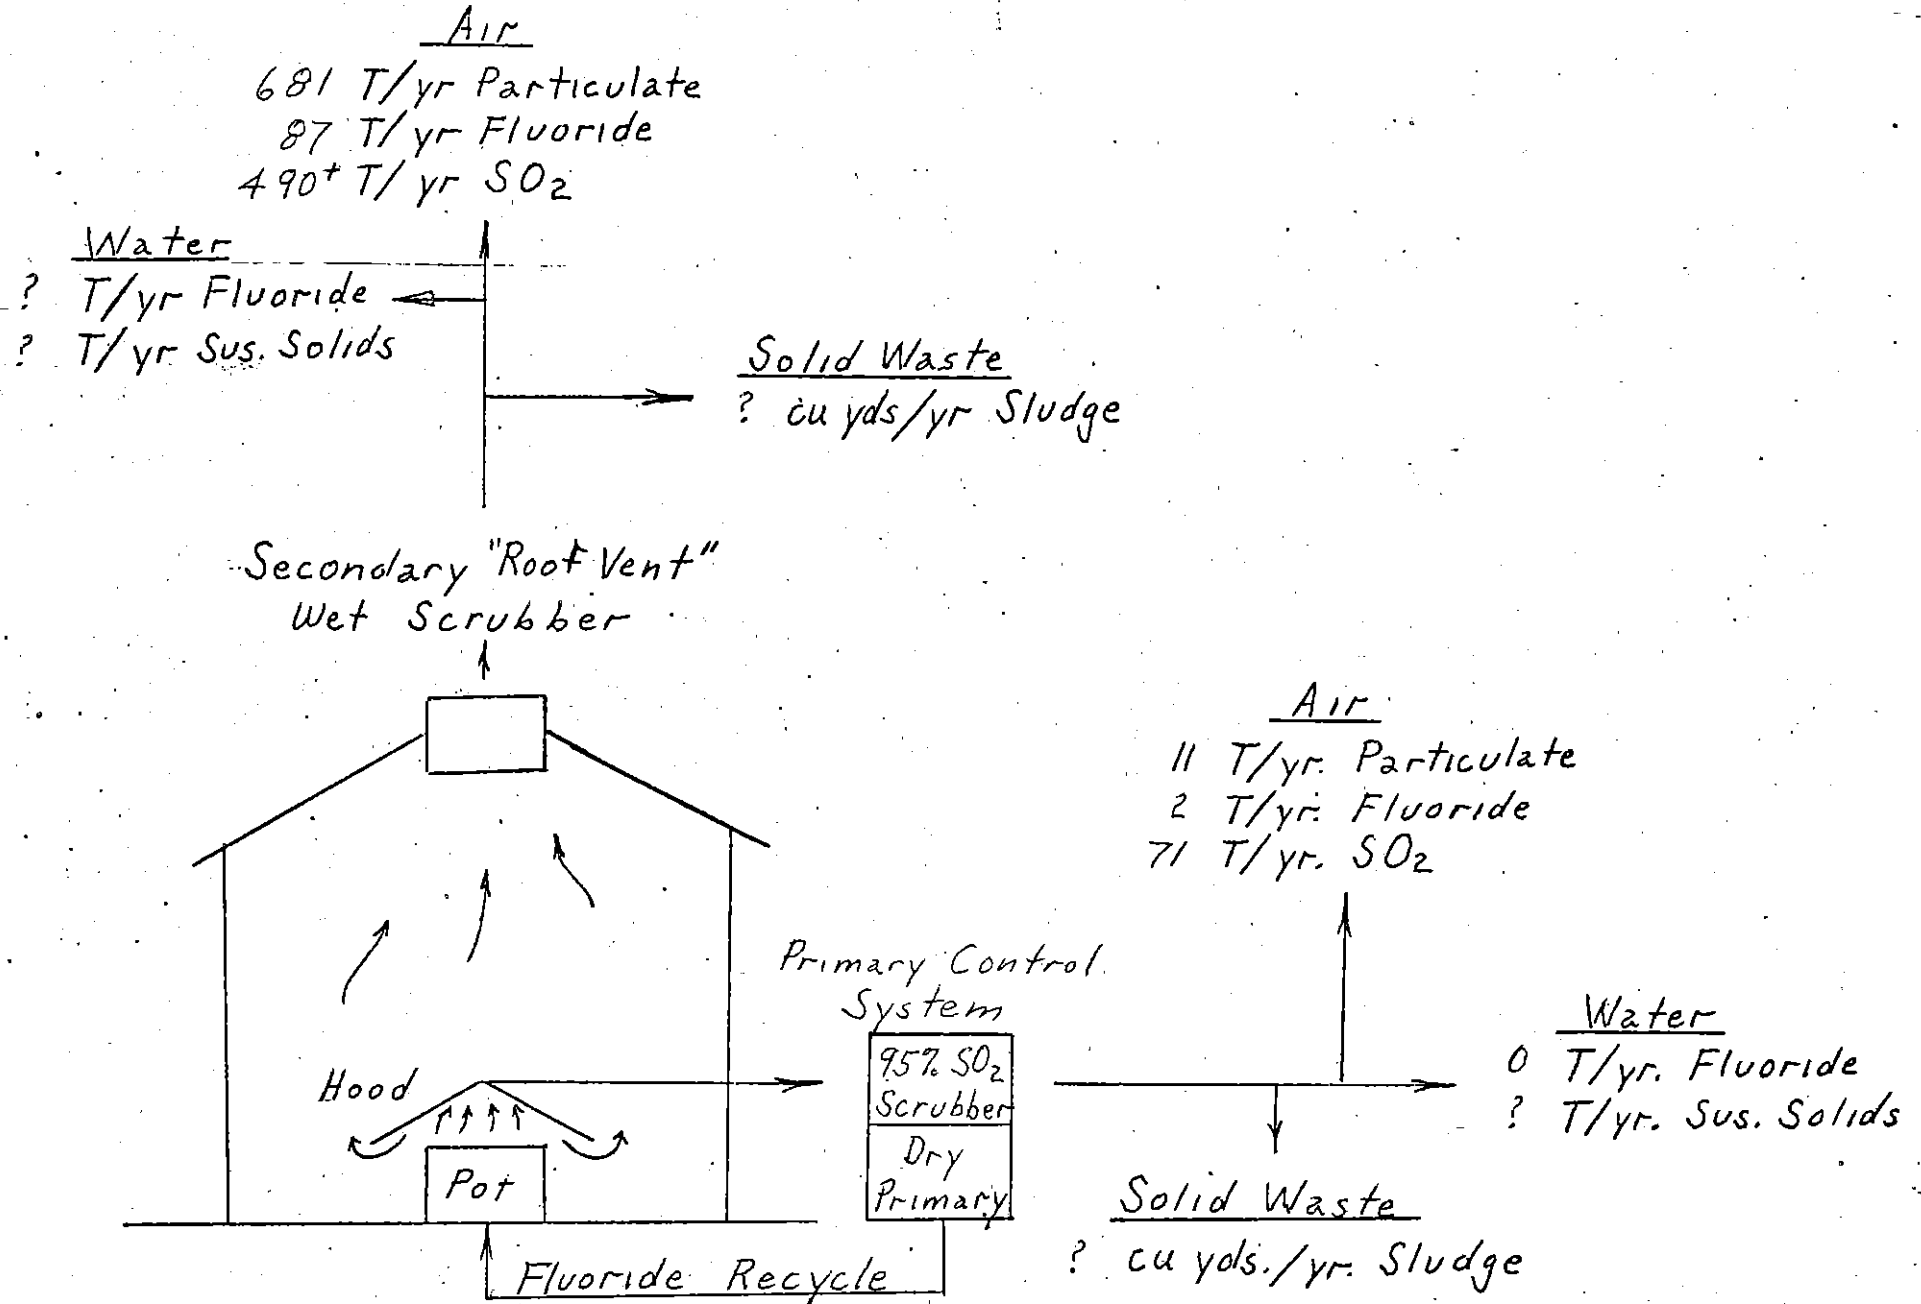 Air
681 T/yr Particulate
87 T/yr Fluoride
490+ T/yr SO2
Water
? T/yr Fluoride
? T/yr Sus. Solids
Solid Waste
? cu yds/yr Sludge
Secondary "Roof Vent"
Wet Scrubber
Air
11 T/yr. Particulate
2 T/yr. Fluoride
71 T/yr. SO2
Primary Control
System
95% SO2
Scrubber
Dry
Primary
Hood
Pot
Water
0 T/yr. Fluoride
? T/yr. Sus. Solids
Solid Waste
? cu yds./yr. Sludge
Fluoride Recycle